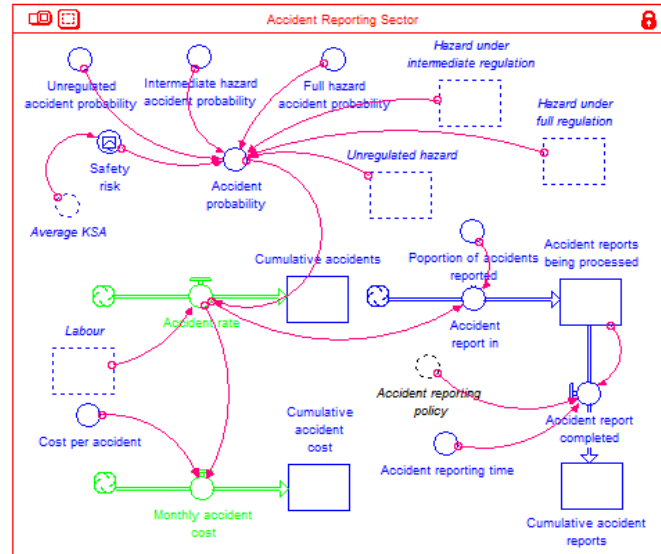 Accident Reporting Sector
Unregulated
accident probability
Intermediate hazard
accident probability
Full hazard
accident probability
Hazard under
intermediate regulation
Hazard under
full regulation
Safety
risk
Accident
probability
Unregulated hazard
Average KSA
Cumulative accidents
Poportion of accidents
reported
Accident reports
being processed
Accident rate
Accident
report in
Labour
Accident reporting
policy
Cost per accident
Cumulative
accident
cost
Accident report
completed
Accident reporting time
Monthly accident
cost
Cumulative accident
reports